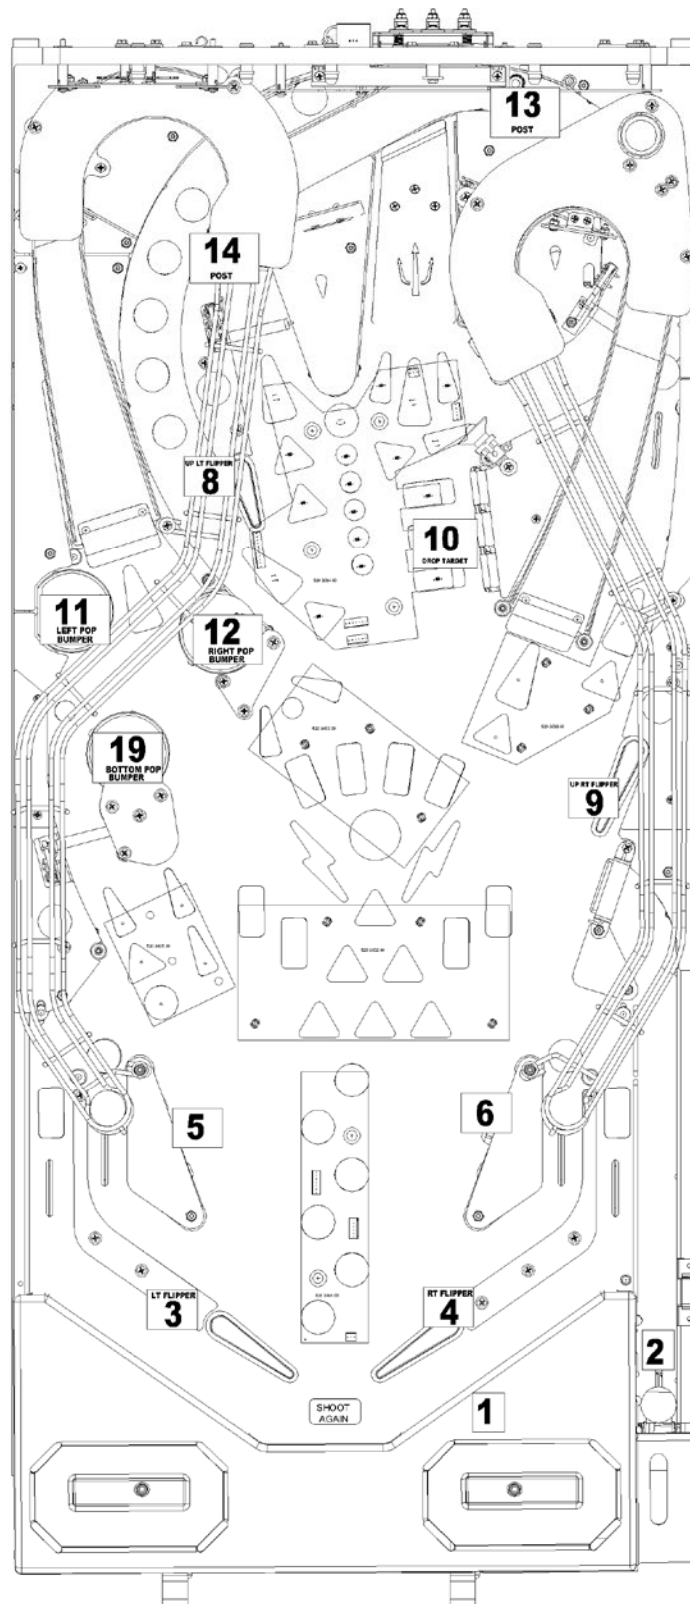 13
POST
14
POST
UP LT FLIPPER
8
10
DROP TARGET
11
LEFT POP
BUMPER
12
RIGHT POP
BUMPER
19
BOTTOM POP
BUMPER
UP RT FLIPPER
9
5
6
LT FLIPPER
3
RT FLIPPER
4
2
SHOOT
AGAIN
1